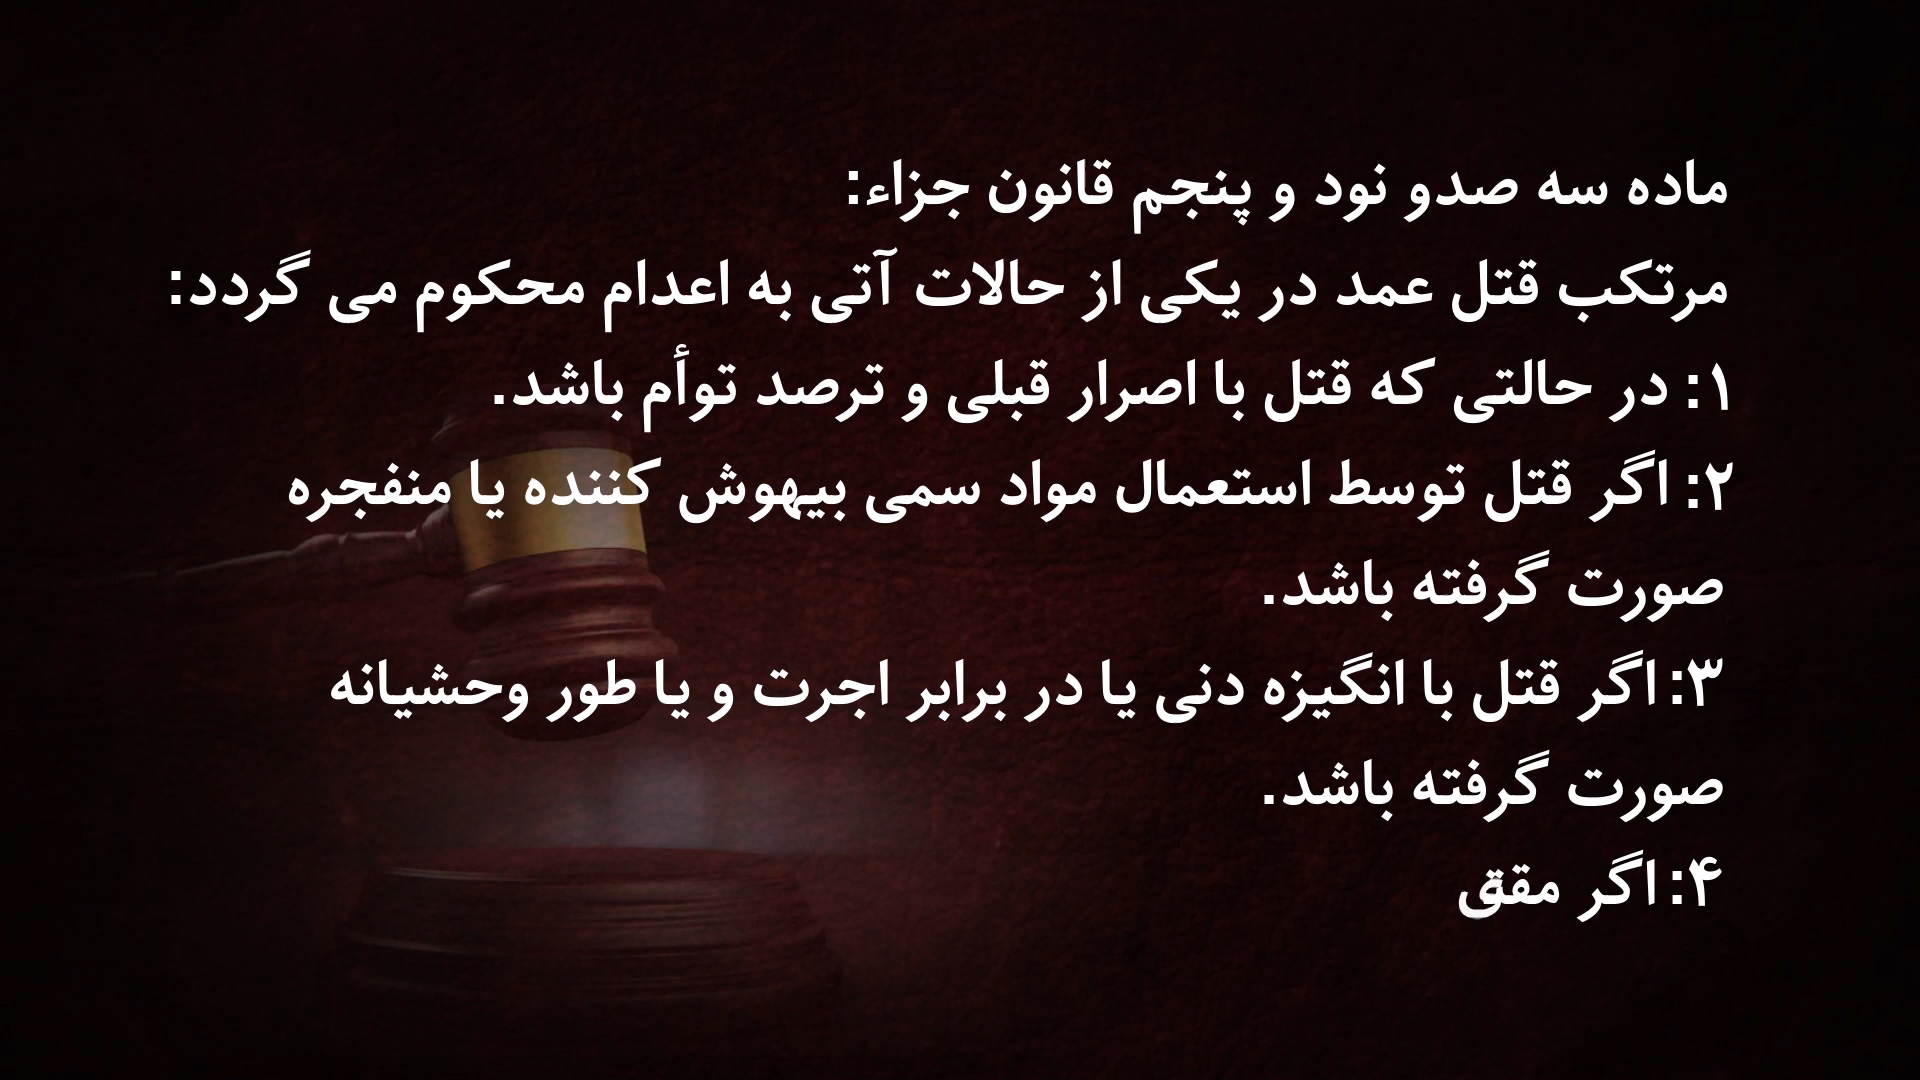 ماده سه صدو نود و پنجم قانون جزاء:
مرتکب قتل عمد در یکی از حالات آتی به اعدام محکوم می گردد:
۱: در حالتی که قتل با اصرار قبلی و ترصد توأم باشد.
۲: اگر قتل توسط استعمال مواد سمی بیهوش کننده یا منفجره
صورت گرفته باشد.
۳: اگر قتل با انگیزه دنی یا در برابر اجرت و یا طور وحشیانه
صورت گرفته باشد.
۴: اگر